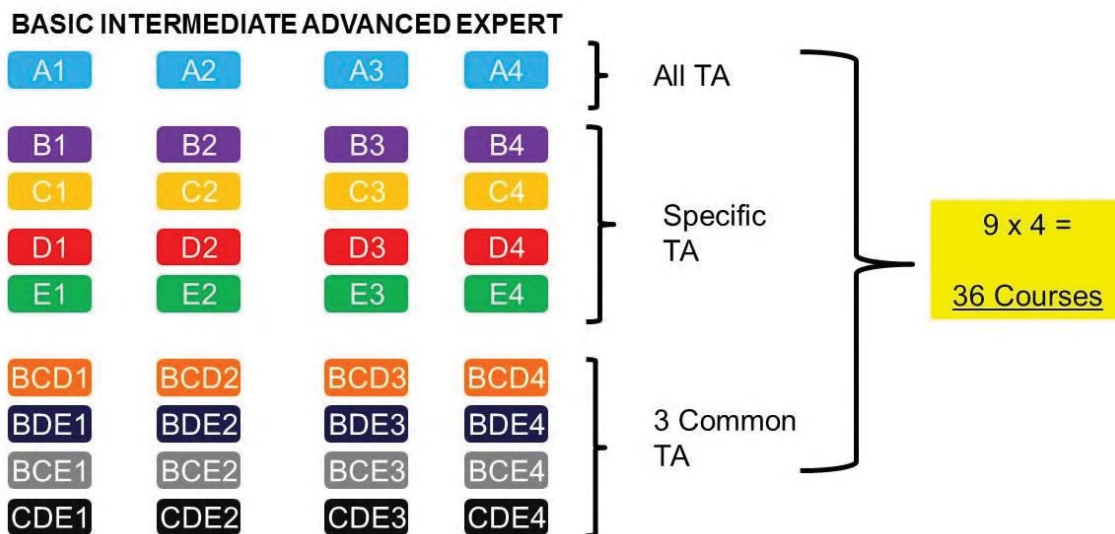 BASIC INTERMEDIATE ADVANCED EXPERT
A1 A2 A3 A4
All TA
B1 B2 B3 B4
C1 C2 C3 C4
D1 D2 D3 D4
E1 E2 E3 E4
Specific
TA
BCD1 BCD2 BCD3 BCD4
BDE1 BDE2 BDE3 BDE4
BCE1 BCE2 BCE3 BCE4
CDE1 CDE2 CDE3 CDE4
3 Common
TA
9 x 4 =
36 Courses